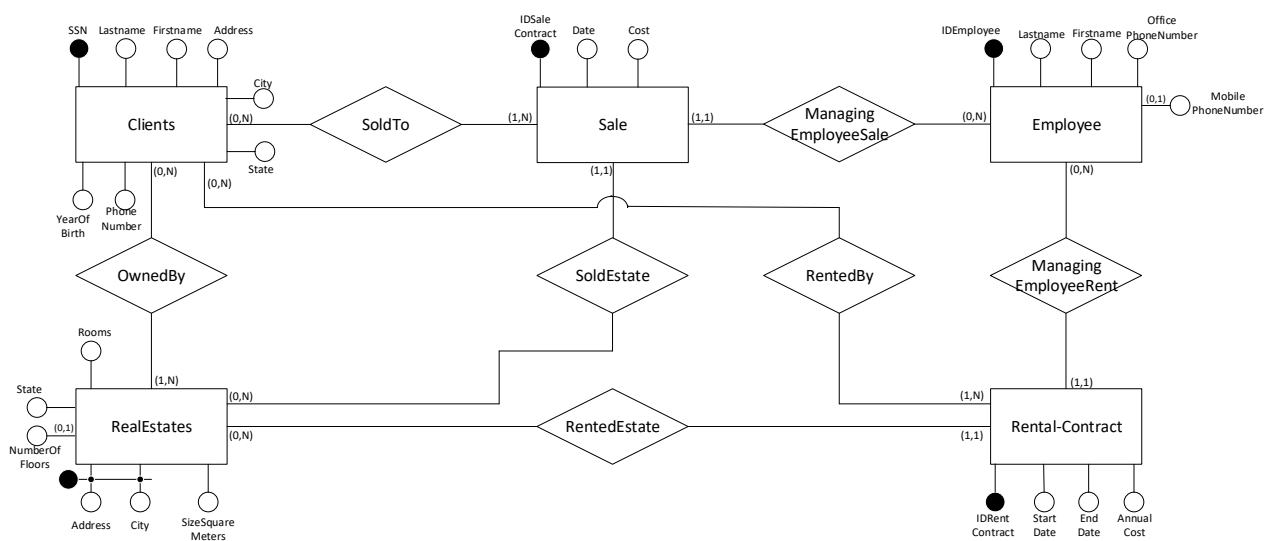 SSN
Lastname
Firstname
Address
IDSale
Contract
Date
Cost
IDEmployee
Lastname
Firstname
Office
PhoneNumber
City
(0,1)
Mobile
PhoneNumber
Clients
(0,N)
SoldTo
(1,N)
Sale
(1,1)
Managing
EmployeeSale
(0,N)
Employee
State
(0,N)
(0,N)
(1,1)
(0,N)
YearOf
Birth
Phone
Number
OwnedBy
SoldEstate
RentedBy
Managing
EmployeeRent
Rooms
State
(1,N)
(0,N)
(1,N)
(1,1)
(0,1)
RealEstates
RentedEstate
Rental-Contract
(0,N)
(1,1)
NumberOf
Floors
Address
City
SizeSquare
Meters
IDRent
Contract
Start
Date
End
Date
Annual
Cost